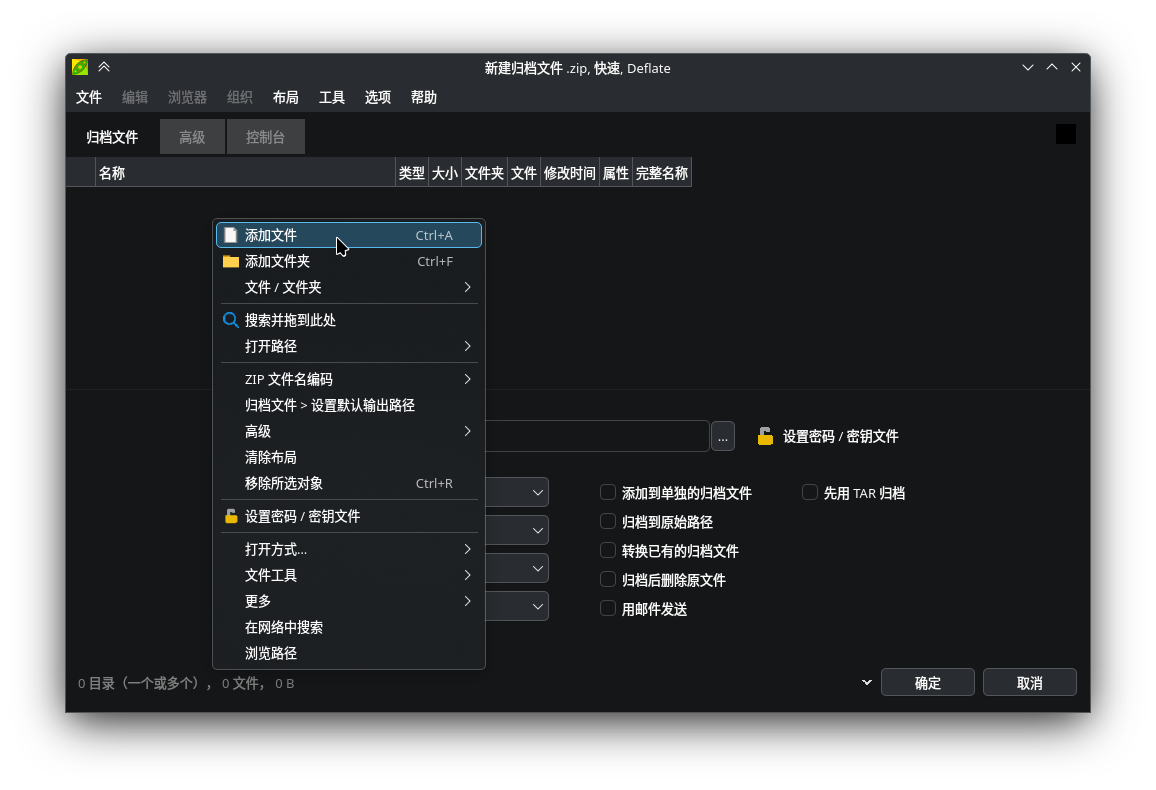 新建归档文件 .zip, 快速, Deflate
文件 编辑 浏览器 组织 布局 工具 选项 帮助
归档文件 高级 控制台
名称 类型 大小 文件夹 文件 修改时间 属性 完整名称
添加文件 Ctrl+A
添加文件夹 Ctrl+F
文件 / 文件夹
搜索并拖到此处
打开路径
ZIP 文件名编码
归档文件 > 设置默认输出路径
高级
清除布局
移除所选对象 Ctrl+R
设置密码 / 密钥文件
打开方式...
文件工具
更多
在网络中搜索
浏览路径
... 设置密码 / 密钥文件
添加到单独的归档文件 先用 TAR 归档
归档到原始路径
转换已有的归档文件
归档后删除原文件
用邮件发送
0 目录（一个或多个）， 0 文件， 0 B
确定 取消